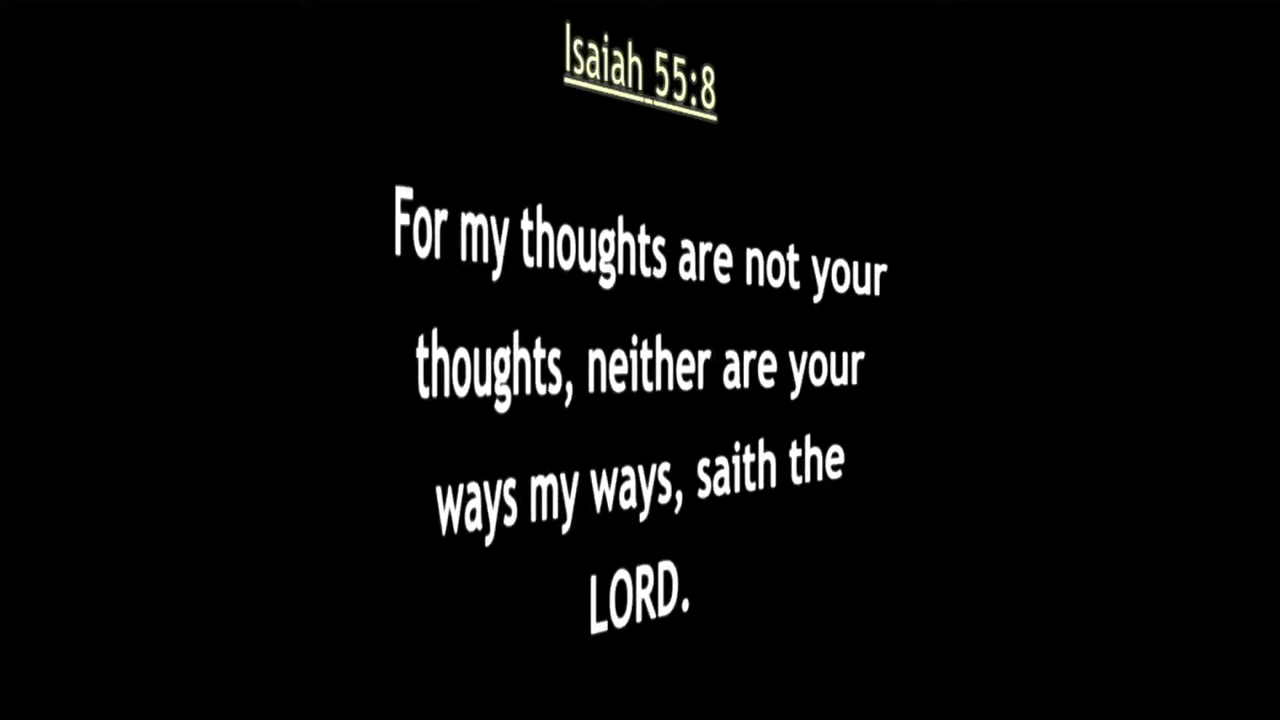 Isaiah 55:8
For my thoughts are not your
thoughts, neither are your
ways my ways, saith the
LORD.